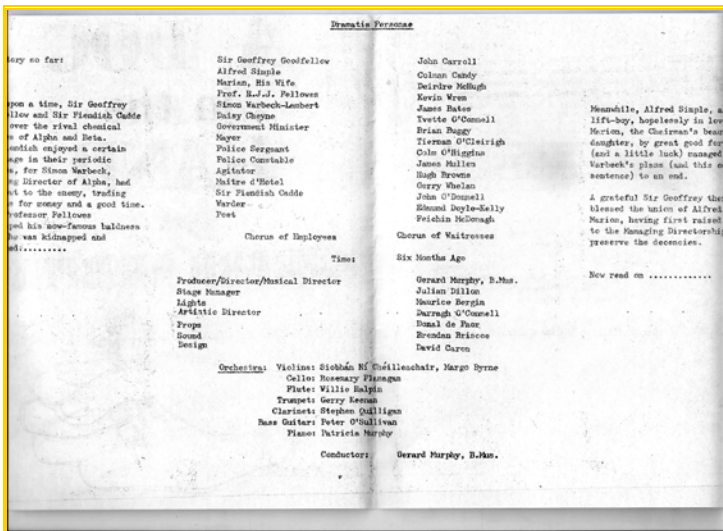 Dramatis Personae
tory so far:
upon a time, Sir Geoffrey
llow and Sir Fiendish Cadde
over the rival chemical
s of Alpha and Beta.
endish enjoyed a certain
age in their periodic
s, for Simon Warbeck,
ng Director of Alpha, had
ut to the enemy, trading
s for money and a good time.
rofessor Fellowes
ped his now-famous baldness
he was kidnapped and
ed:.........
Sir Geoffrey Goodfellow John Carroll
Alfred Simple Colman Candy
Marian, His Wife Deirdre McHugh
Prof. R.J.J. Fellowes Kevin Wren
Simon Warbeck-Lambert James Bates
Daisy Cheyne Yvette O'Connell
Government Minister Brian Buggy
Mayor Tiernan O'Cleirigh
Police Sergeant Colm O'Higgins
Police Constable James Mullen
Agitator Hugh Browne
Maitre d'Hotel Gerry Whelan
Sir Fiendish Cadde John O'Donnell
Warder Edmund Doyle-Kelly
Poet Feichin McDonagh
Chorus of Employees Chorus of Waitresses
Time: Six Months Ago
Producer/Director/Musical Director Gerard Murphy, B.Mus.
Stage Manager Julian Dillon
Lights Maurice Bergin
Artistic Director Darragh O'Connell
Props Donal de Paor
Sound Brendan Briscoe
Design David Caron
Orchestra: Violins: Siobhán Ní Chéilleachair, Margo Byrne
Cello: Rosemary Flanagan
Flute: Willie Halpin
Trumpet: Gerry Keenan
Clarinet: Stephen Quilligan
Bass Guitar: Peter O'Sullivan
Piano: Patricia Murphy
Conductor: Gerard Murphy, B.Mus.
Meanwhile, Alfred Simple, a
lift-boy, hopelessly in lov
Marion, the Chairman's beau
daughter, by great good for
(and a little luck) managed
Warbeck's plans (and this
sentence) to an end.
A grateful Sir Geoffrey the
blessed the union of Alfred
Marion, having first raised
to the Managing Directorship
preserve the decencies.
Now read on .............